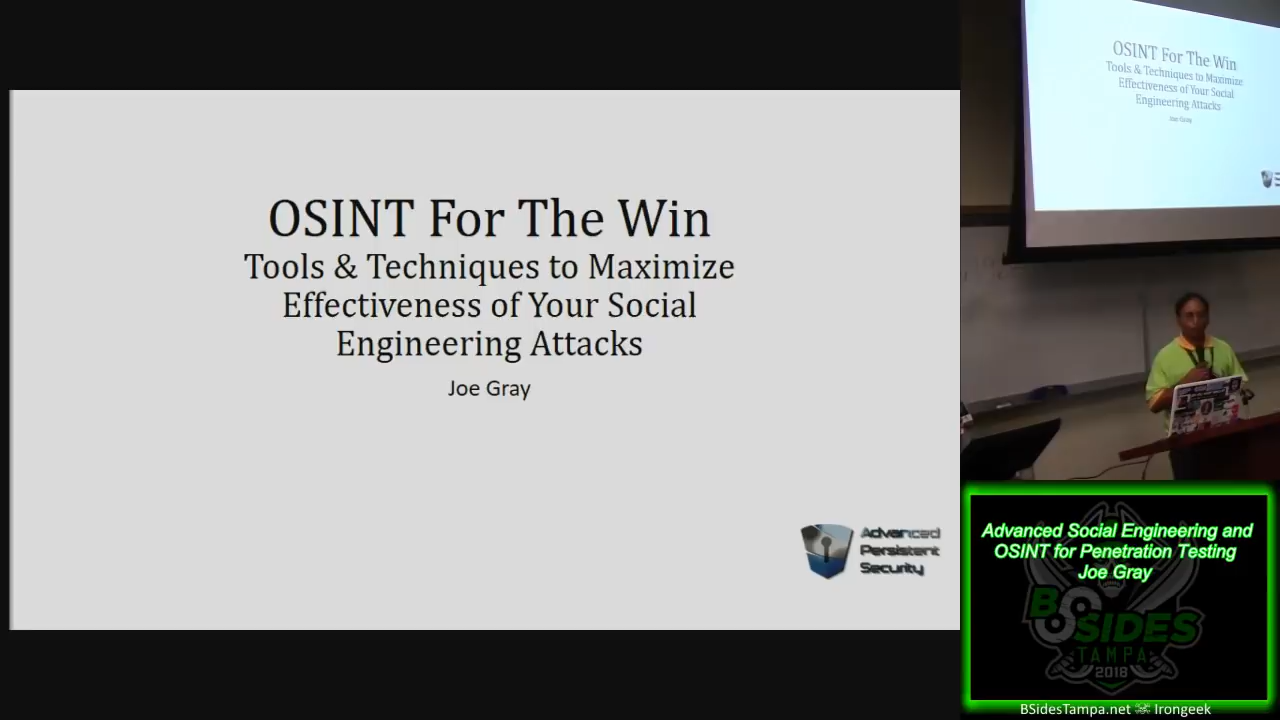 OSINT For The Win
Tools & Techniques to Maximize
Effectiveness of Your Social
Engineering Attacks
Joe Gray
Advanced
Persistent
Security
OSINT For The Win
Tools & Techniques to Maximize
Effectiveness of Your Social
Engineering Attacks
Joe Gray
Advanced Social Engineering and
OSINT for Penetration Testing
Joe Gray
BSIDES
TAMPA
2018
BSidesTampa.net Irongeek